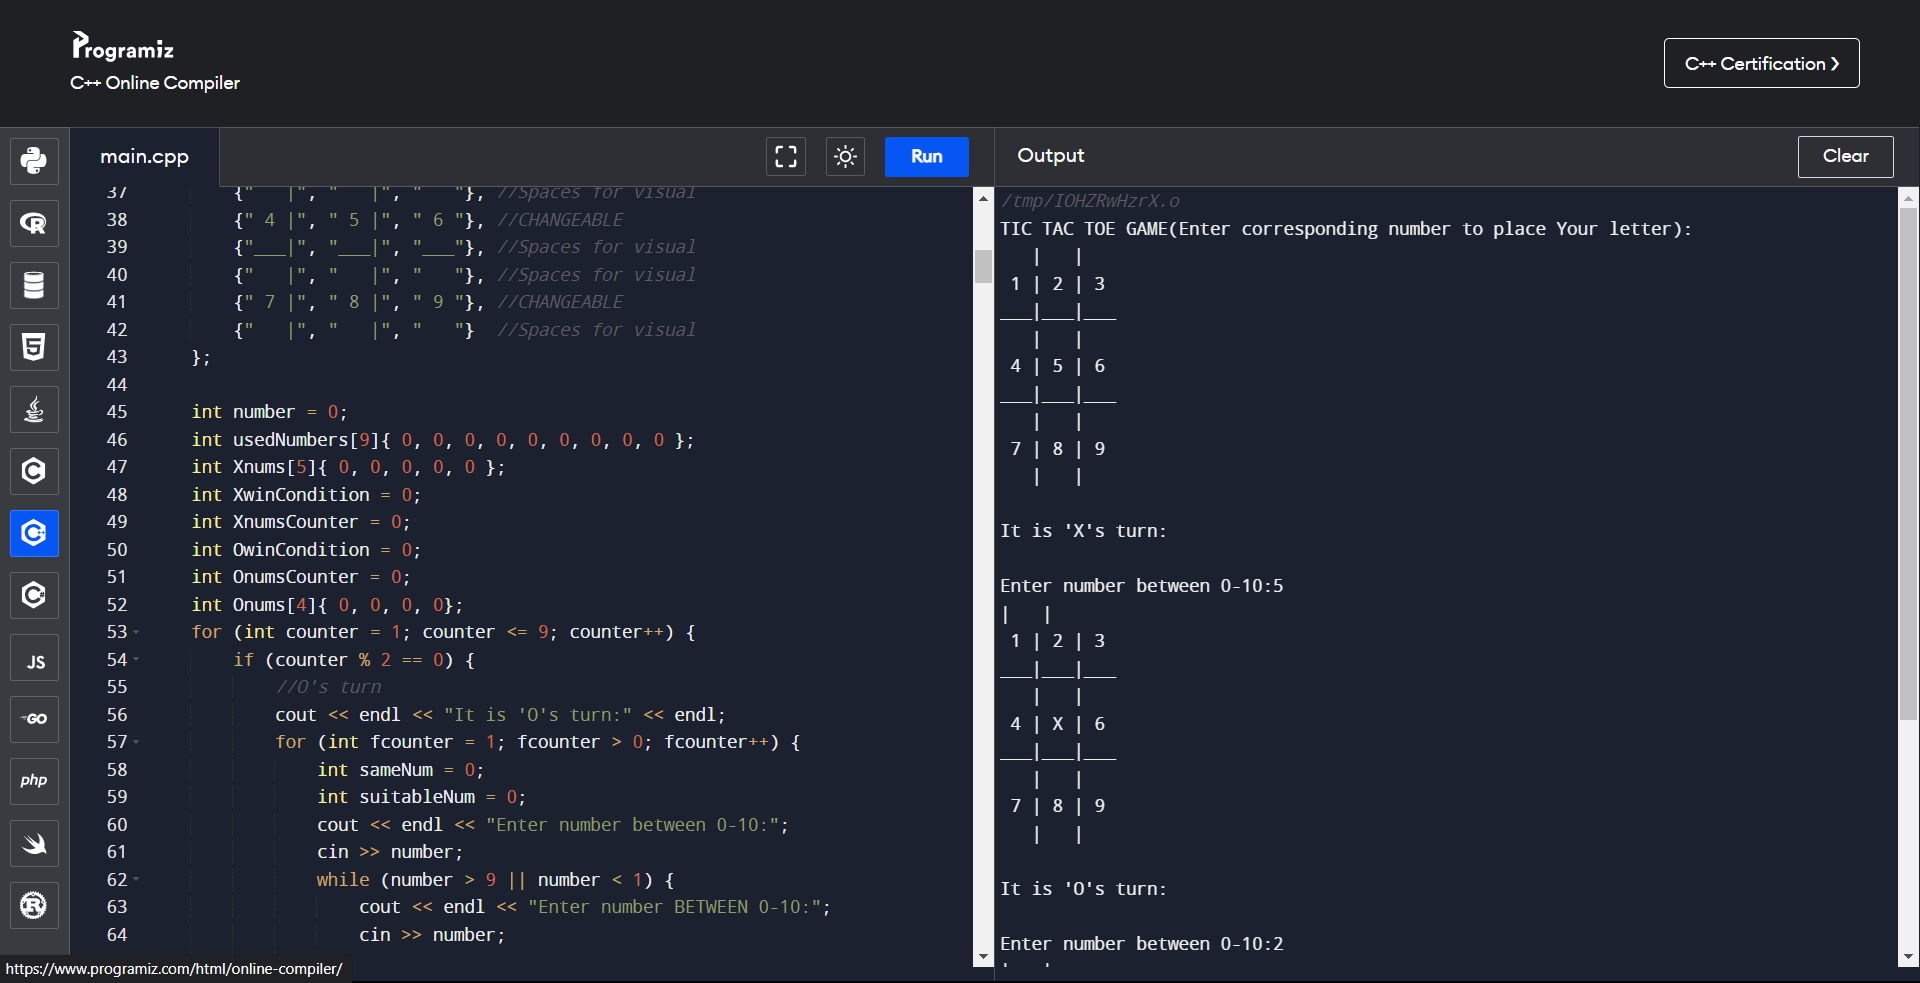 Programiz
C++ Online Compiler
C++ Certification ❯
main.cpp
Run
Output
Clear
37 {"   |", "   |", "   "}, //Spaces for visual
38 {" 4 |", " 5 |", " 6 "}, //CHANGEABLE
39 {"___|", "___|", "___"}, //Spaces for visual
40 {"   |", "   |", "   "}, //Spaces for visual
41 {" 7 |", " 8 |", " 9 "}, //CHANGEABLE
42 {"   |", "   |", "   "}  //Spaces for visual
43 };
44
45 int number = 0;
46 int usedNumbers[9]{ 0, 0, 0, 0, 0, 0, 0, 0, 0 };
47 int Xnums[5]{ 0, 0, 0, 0, 0 };
48 int XwinCondition = 0;
49 int XnumsCounter = 0;
50 int OwinCondition = 0;
51 int OnumsCounter = 0;
52 int Onums[4]{ 0, 0, 0, 0};
53 for (int counter = 1; counter <= 9; counter++) {
54 if (counter % 2 == 0) {
55 //O's turn
56 cout << endl << "It is 'O's turn:" << endl;
57 for (int fcounter = 1; fcounter > 0; fcounter++) {
58 int sameNum = 0;
59 int suitableNum = 0;
60 cout << endl << "Enter number between 0-10:";
61 cin >> number;
62 while (number > 9 || number < 1) {
63 cout << endl << "Enter number BETWEEN 0-10:";
64 cin >> number;
/tmp/IOHZRwHzrX.o
TIC TAC TOE GAME(Enter corresponding number to place Your letter):
   |   |
 1 | 2 | 3
___|___|___
   |   |
 4 | 5 | 6
___|___|___
   |   |
 7 | 8 | 9
   |   |
It is 'X's turn:
Enter number between 0-10:5
|   |
 1 | 2 | 3
___|___|___
   |   |
 4 | X | 6
___|___|___
   |   |
 7 | 8 | 9
   |   |
It is 'O's turn:
Enter number between 0-10:2
JS
GO
php
https://www.programiz.com/html/online-compiler/